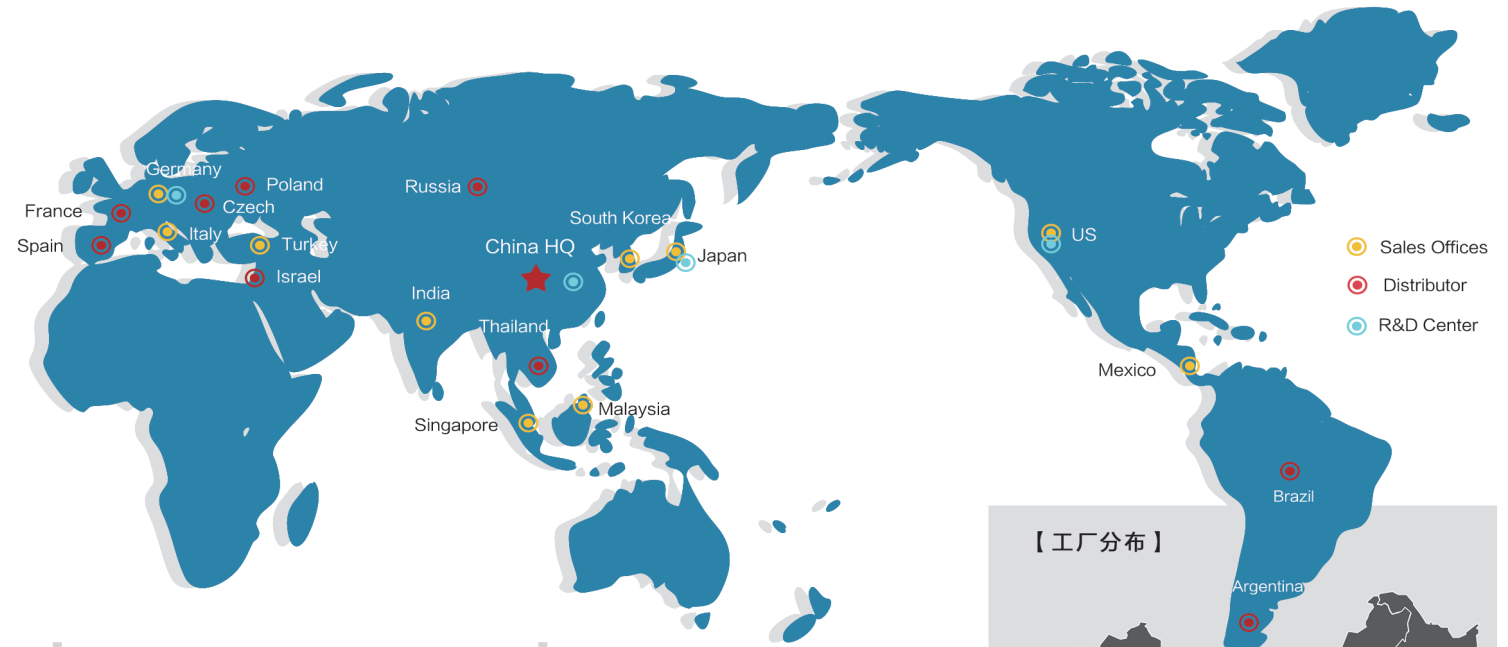 Germany
Poland
Russia
Czech
France
South Korea
Italy
US
Spain
Turkey
China HQ
Japan
Sales Offices
Israel
Distributor
India
Thailand
R&D Center
Mexico
Malaysia
Singapore
Brazil
【工厂分布】
Argentina